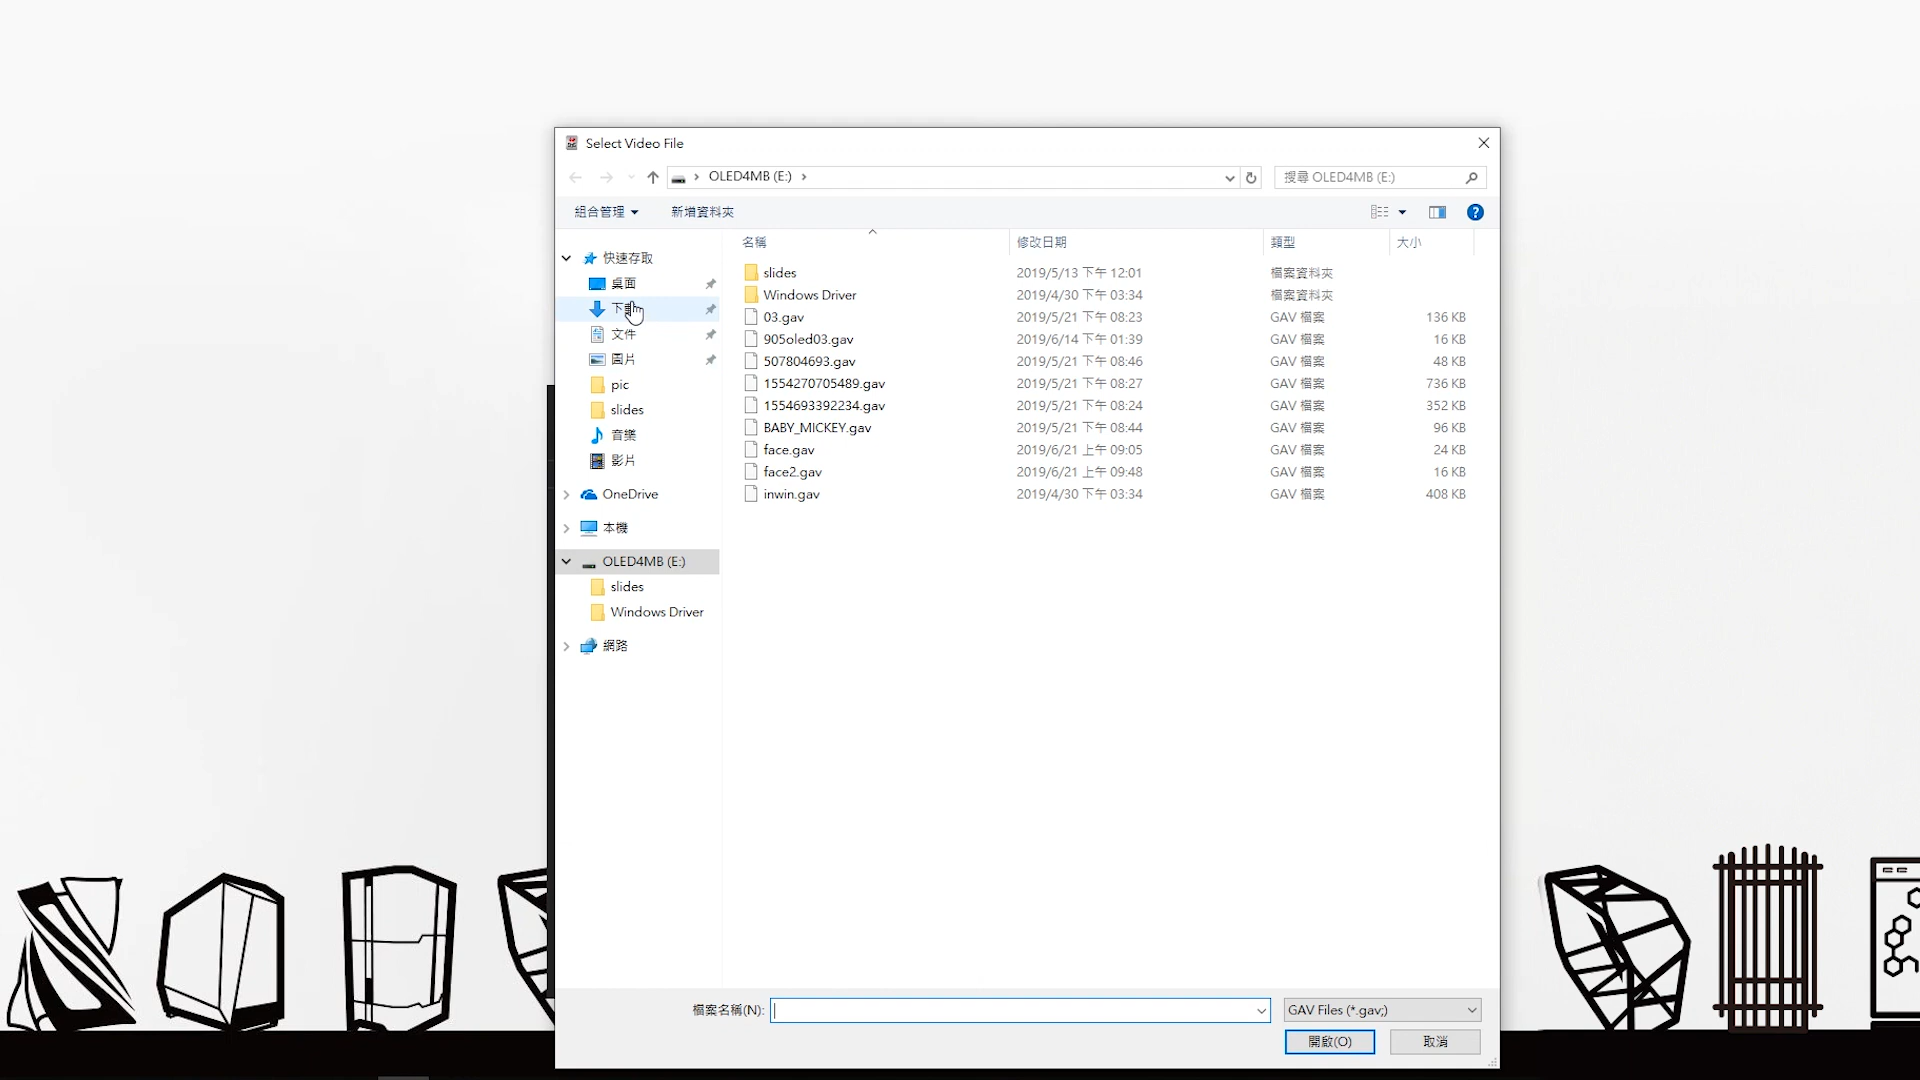 Select Video File
OLED4MB (E:)
搜尋 OLED4MB (E:)
組合管理 新增資料夾
名稱 修改日期 類型 大小
快速存取
桌面
文件
圖片
pic
slides
音樂
影片
OneDrive
本機
OLED4MB (E:)
slides
Windows Driver
網路
slides 2019/5/13 下午 12:01 檔案資料夾
Windows Driver 2019/4/30 下午 03:34 檔案資料夾
03.gav 2019/5/21 下午 08:23 GAV 檔案 136 KB
905oled03.gav 2019/6/14 下午 01:39 GAV 檔案 16 KB
507804693.gav 2019/5/21 下午 08:46 GAV 檔案 48 KB
1554270705489.gav 2019/5/21 下午 08:27 GAV 檔案 736 KB
1554693392234.gav 2019/5/21 下午 08:24 GAV 檔案 352 KB
BABY_MICKEY.gav 2019/5/21 下午 08:44 GAV 檔案 96 KB
face.gav 2019/6/21 上午 09:05 GAV 檔案 24 KB
face2.gav 2019/6/21 上午 09:48 GAV 檔案 16 KB
inwin.gav 2019/4/30 下午 03:34 GAV 檔案 408 KB
檔案名稱(N): GAV Files (*.gav;)
開啟(O) 取消